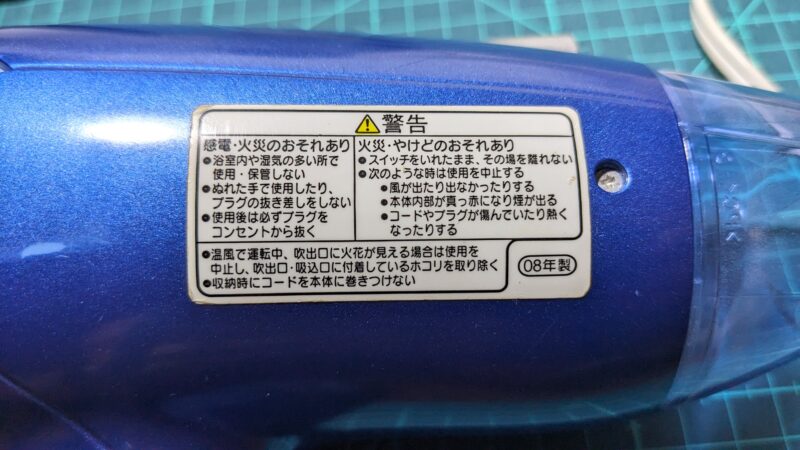 警告
感電・火災のおそれあり
●浴室内や湿気の多い所で
使用・保管しない
●ぬれた手で使用したり、
プラグの抜き差しをしない
●使用後は必ずプラグを
コンセントから抜く
火災・やけどのおそれあり
●スイッチをいれたまま、その場を離れない
●次のような時は使用を中止する
●風が出たり出なかったりする
●本体内部が真っ赤になり煙が出る
●コードやプラグが傷んでいたり熱く
なったりする
●温風で運転中、吹出口に火花が見える場合は使用を
中止し、吹出口・吸込口に付着しているホコリを取り除く
●収納時にコードを本体に巻きつけない
08年製